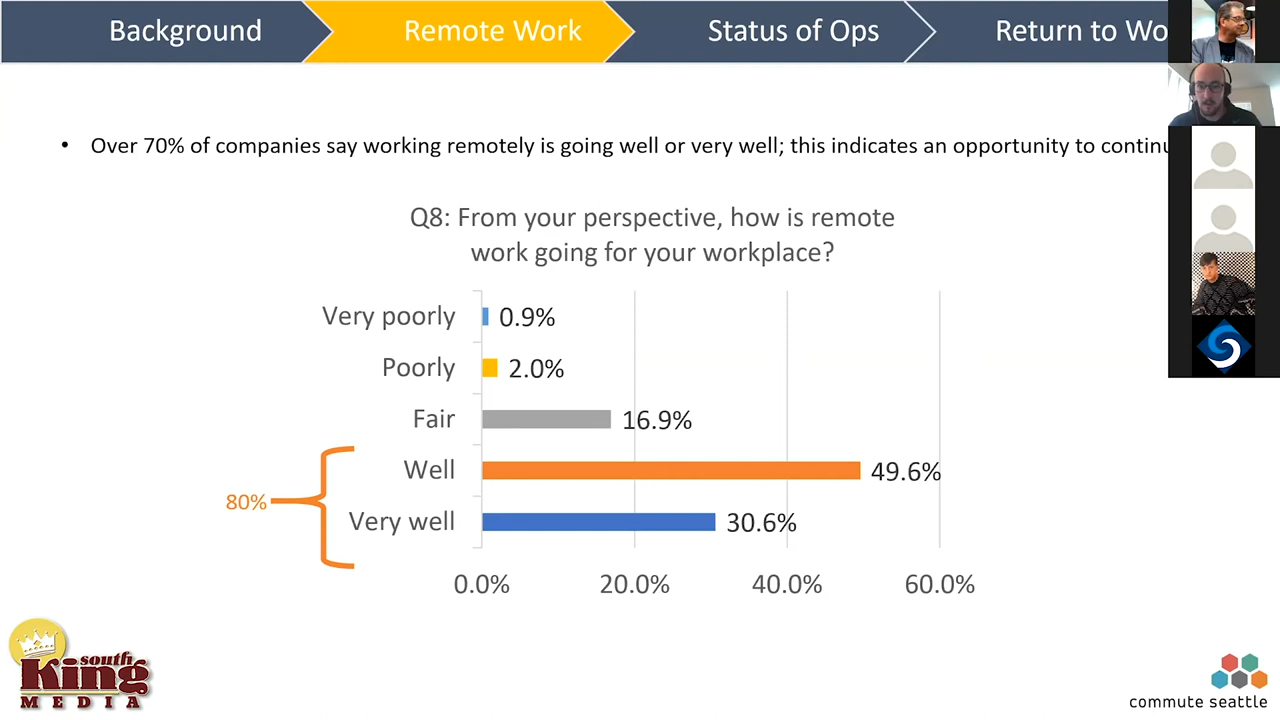 Background
Remote Work
Status of Ops
Return to Wo
• Over 70% of companies say working remotely is going well or very well; this indicates an opportunity to continu
Q8: From your perspective, how is remote
work going for your workplace?
Very poorly 0.9%
Poorly 2.0%
Fair 16.9%
Well 49.6%
80%
Very well 30.6%
0.0% 20.0% 40.0% 60.0%
south
King
MEDIA
commute seattle